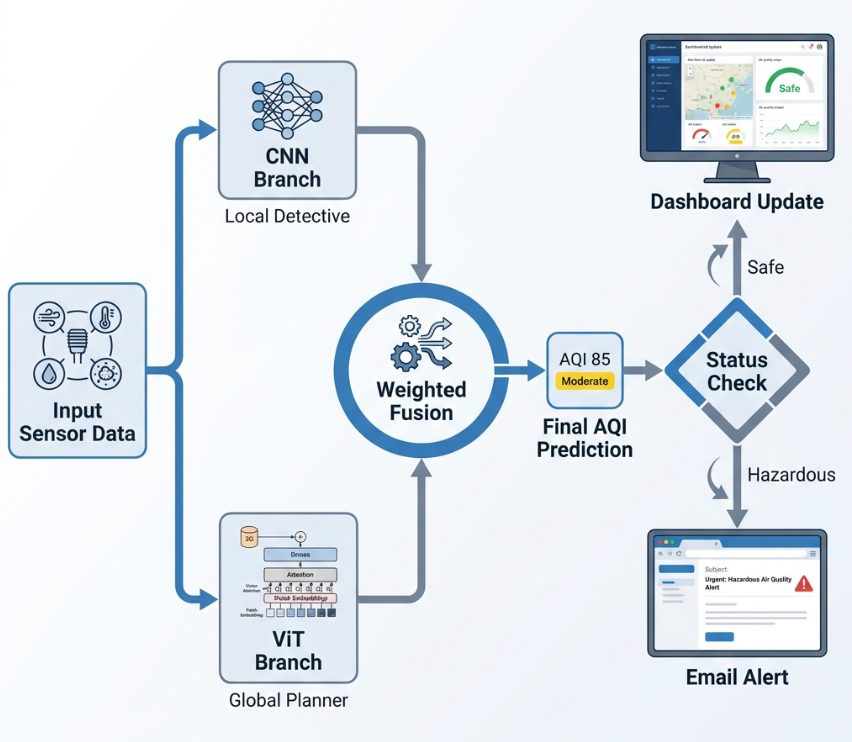 CNN
Branch
Local Detective
Input
Sensor Data
Weighted
Fusion
AQI 85
Moderate
Final AQI
Prediction
Status
Check
Safe
Safe
Dashboard Update
Hazardous
Subject:
Urgent: Hazardous Air Quality
Alert
Email Alert
Attention
ViT
Branch
Global Planner